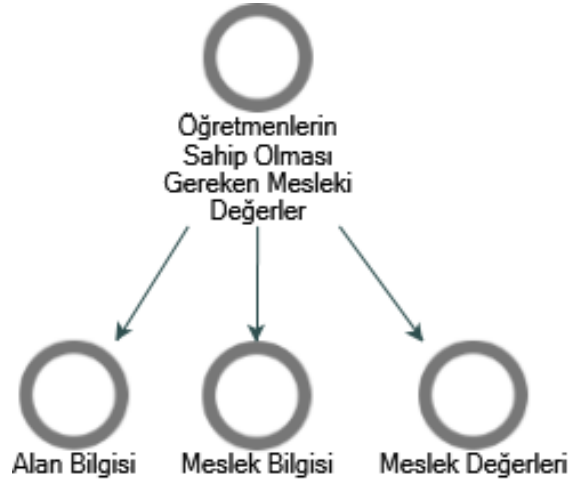 Öğretmenlerin
Sahip Olması
Gereken Mesleki
Değerler
Alan Bilgisi
Meslek Bilgisi
Meslek Değerleri